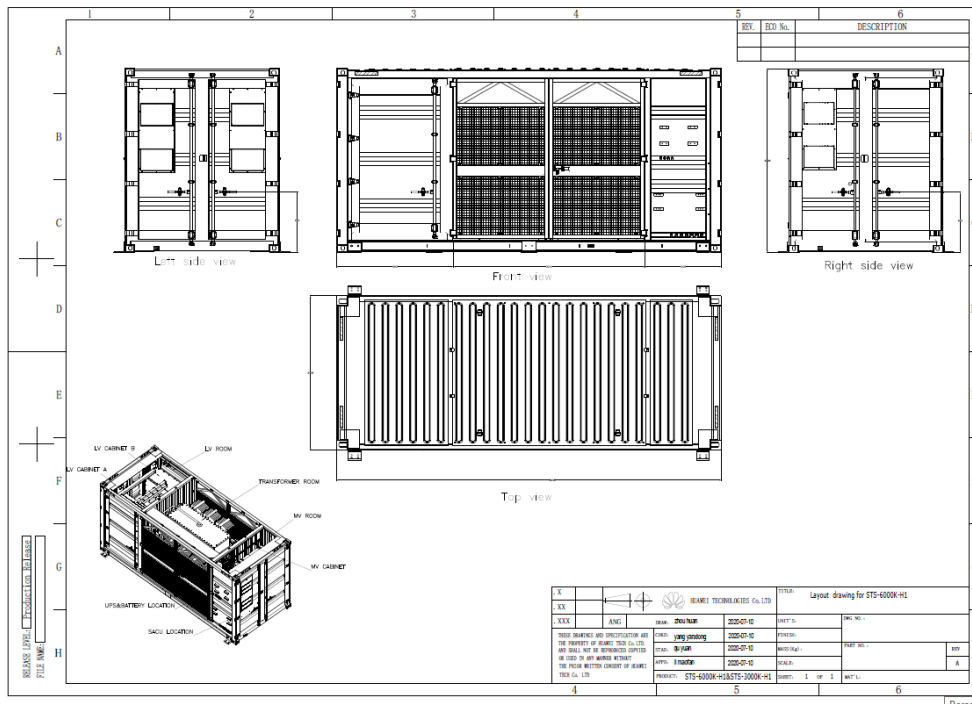 1 2 3 4 5 6
A
B
C
D
E
F
G
H
REV. ECO No. DESCRIPTION
Left side view
Front view
Right side view
Top view
LV CABINET B
LV ROOM
LV CABINET A
TRANSFORMER ROOM
MV ROOM
MV CABINET
UPS&BATTERY LOCATION
SACU LOCATION
RELEASE LEVEL: Production Release
FILE NAME:
. X
. XX
. XXX ANG
HUAWEI TECHNOLOGIES Co. LTD
TITLE: Layout drawing for STS-6000K-H1
DRAW: zhou huan 2020-07-10
UNIT'S:
DWG NO. :
THESE DRAWINGS AND SPECIFICATION ARE
THE PROPERTY OF HUAWEI TECH Co. LTD
AND SHALL NOT BE REPRODUCED COPYIED
OR USED IN ANY MANNER WITHOUT
THE PRIOR WRITTEN CONSENT OF HUAWEI
TECH Co. LTD
CHKD: yang yandong 2020-07-10
FINISH:
STAD: gu yuan 2020-07-10
MASS(Kg):
PART NO. :
REV
APPD: li maofan 2020-07-10
SCALE:
A
PRODUCT: STS-6000K-H1&STS-3000K-H1
SHEET: 1 OF 1
MAT'L:
4 5 6